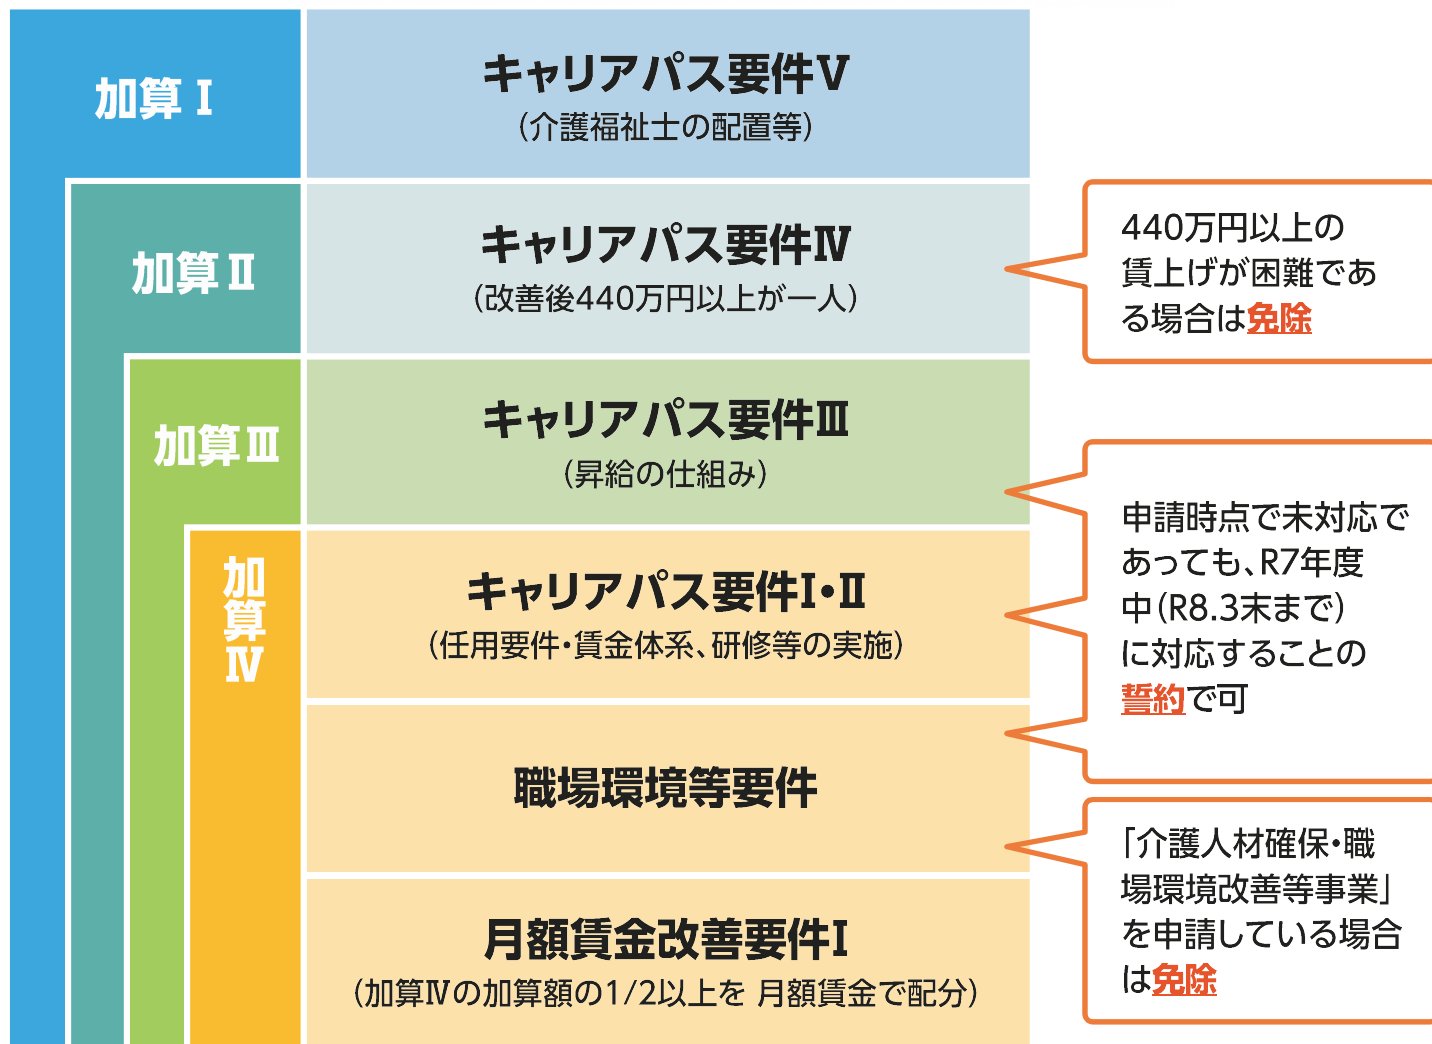 加算Ⅰ
キャリアパス要件Ⅴ
（介護福祉士の配置等）
加算Ⅱ
キャリアパス要件Ⅳ
（改善後440万円以上が一人）
440万円以上の
賃上げが困難であ
る場合は免除
加算Ⅲ
キャリアパス要件Ⅲ
（昇給の仕組み）
加算Ⅳ
キャリアパス要件Ⅰ・Ⅱ
（任用要件・賃金体系、研修等の実施）
申請時点で未対応で
あっても、R7年度
中（R8.3末まで）
に対応することの
誓約で可
職場環境等要件
「介護人材確保・職
場環境改善等事業」
を申請している場合
は免除
月額賃金改善要件Ⅰ
（加算Ⅳの加算額の1/2以上を 月額賃金で配分）